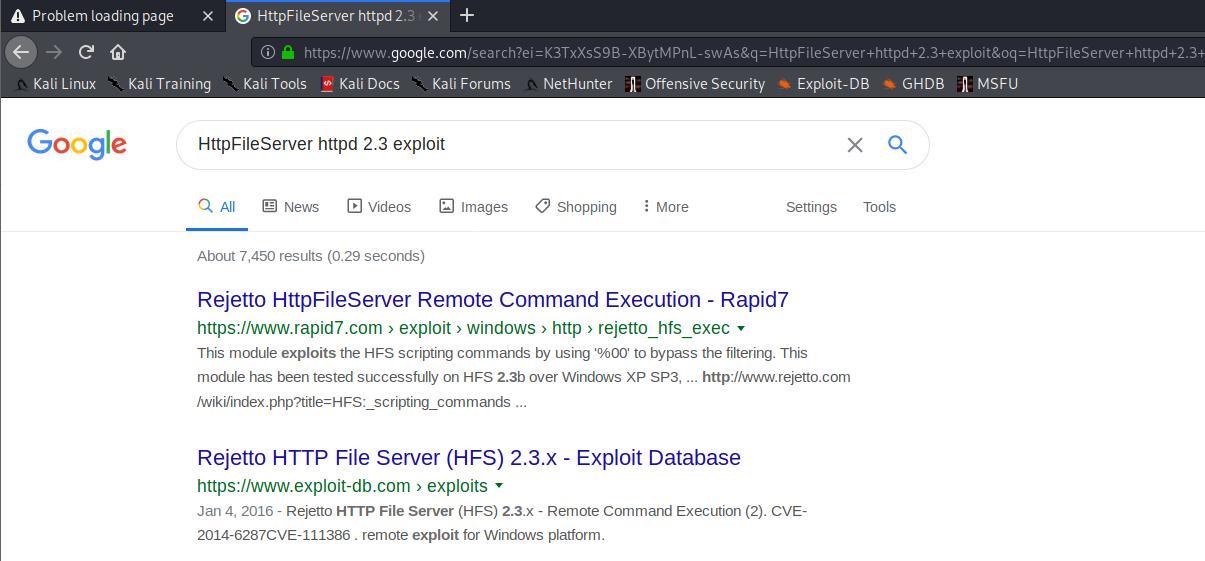 Problem loading page
HttpFileServer httpd 2.3
https://www.google.com/search?ei=K3TxXsS9B-XBytMPnL-swAs&q=HttpFileServer+httpd+2.3+exploit&oq=HttpFileServer+httpd+2.3+
Kali Linux Kali Training Kali Tools Kali Docs Kali Forums NetHunter Offensive Security Exploit-DB GHDB MSFU
Google
HttpFileServer httpd 2.3 exploit
All News Videos Images Shopping More Settings Tools
About 7,450 results (0.29 seconds)
Rejetto HttpFileServer Remote Command Execution - Rapid7
https://www.rapid7.com › exploit › windows › http › rejetto_hfs_exec
This module exploits the HFS scripting commands by using '%00' to bypass the filtering. This
module has been tested successfully on HFS 2.3b over Windows XP SP3, ... http://www.rejetto.com
/wiki/index.php?title=HFS:_scripting_commands ...
Rejetto HTTP File Server (HFS) 2.3.x - Exploit Database
https://www.exploit-db.com › exploits
Jan 4, 2016 - Rejetto HTTP File Server (HFS) 2.3.x - Remote Command Execution (2). CVE-
2014-6287CVE-111386 . remote exploit for Windows platform.